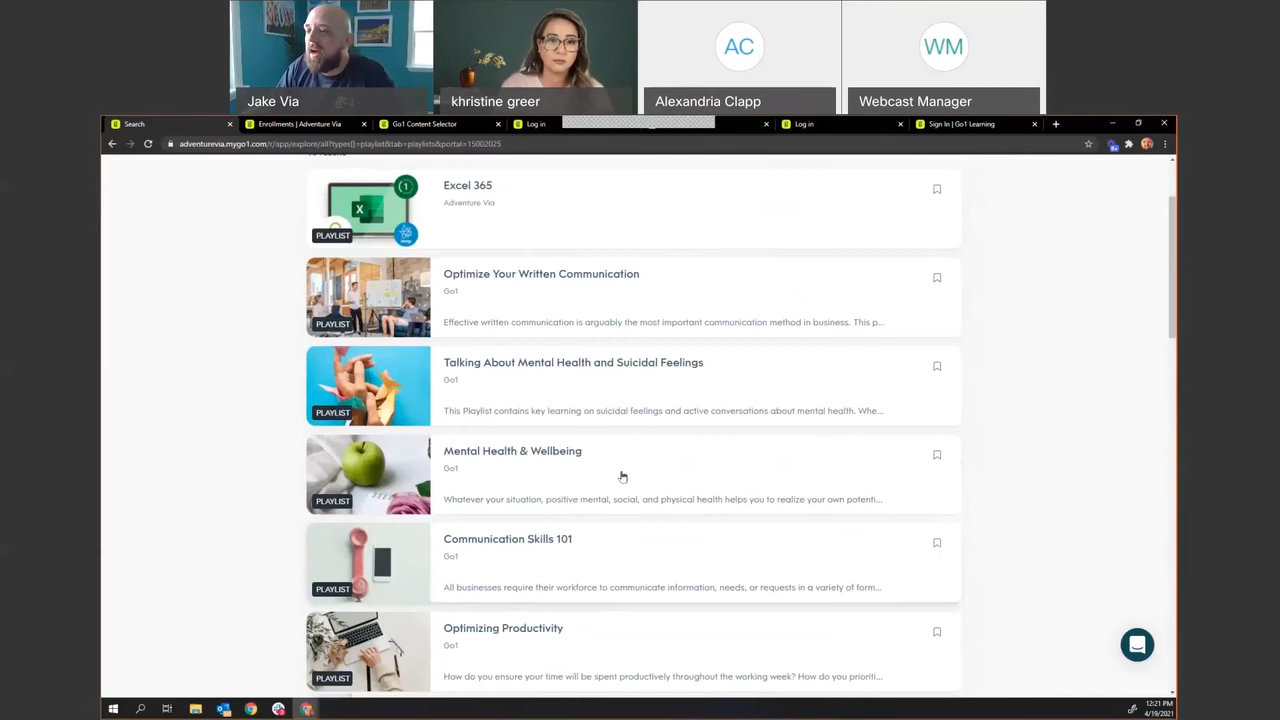 AC
WM
Jake Via
khristine greer
Alexandria Clapp
Webcast Manager
Search
Enrollments | Adventure Via
Go1 Content Selector
Log in
Log in
Sign In | Go1 Learning
adventurevia.mygo1.com/r/app/explore/all?types[]=playlist&tab=playlists&portal=15002025
Excel 365
Adventure Via
PLAYLIST
Optimize Your Written Communication
Go1
Effective written communication is arguably the most important communication method in business. This p...
PLAYLIST
Talking About Mental Health and Suicidal Feelings
Go1
This Playlist contains key learning on suicidal feelings and active conversations about mental health. Whe...
PLAYLIST
Mental Health & Wellbeing
Go1
Whatever your situation, positive mental, social, and physical health helps you to realize your own potenti...
PLAYLIST
Communication Skills 101
Go1
All businesses require their workforce to communicate information, needs, or requests in a variety of form...
PLAYLIST
Optimizing Productivity
Go1
How do you ensure your time will be spent productively throughout the working week? How do you prioriti...
PLAYLIST
12:21 PM
4/19/2021